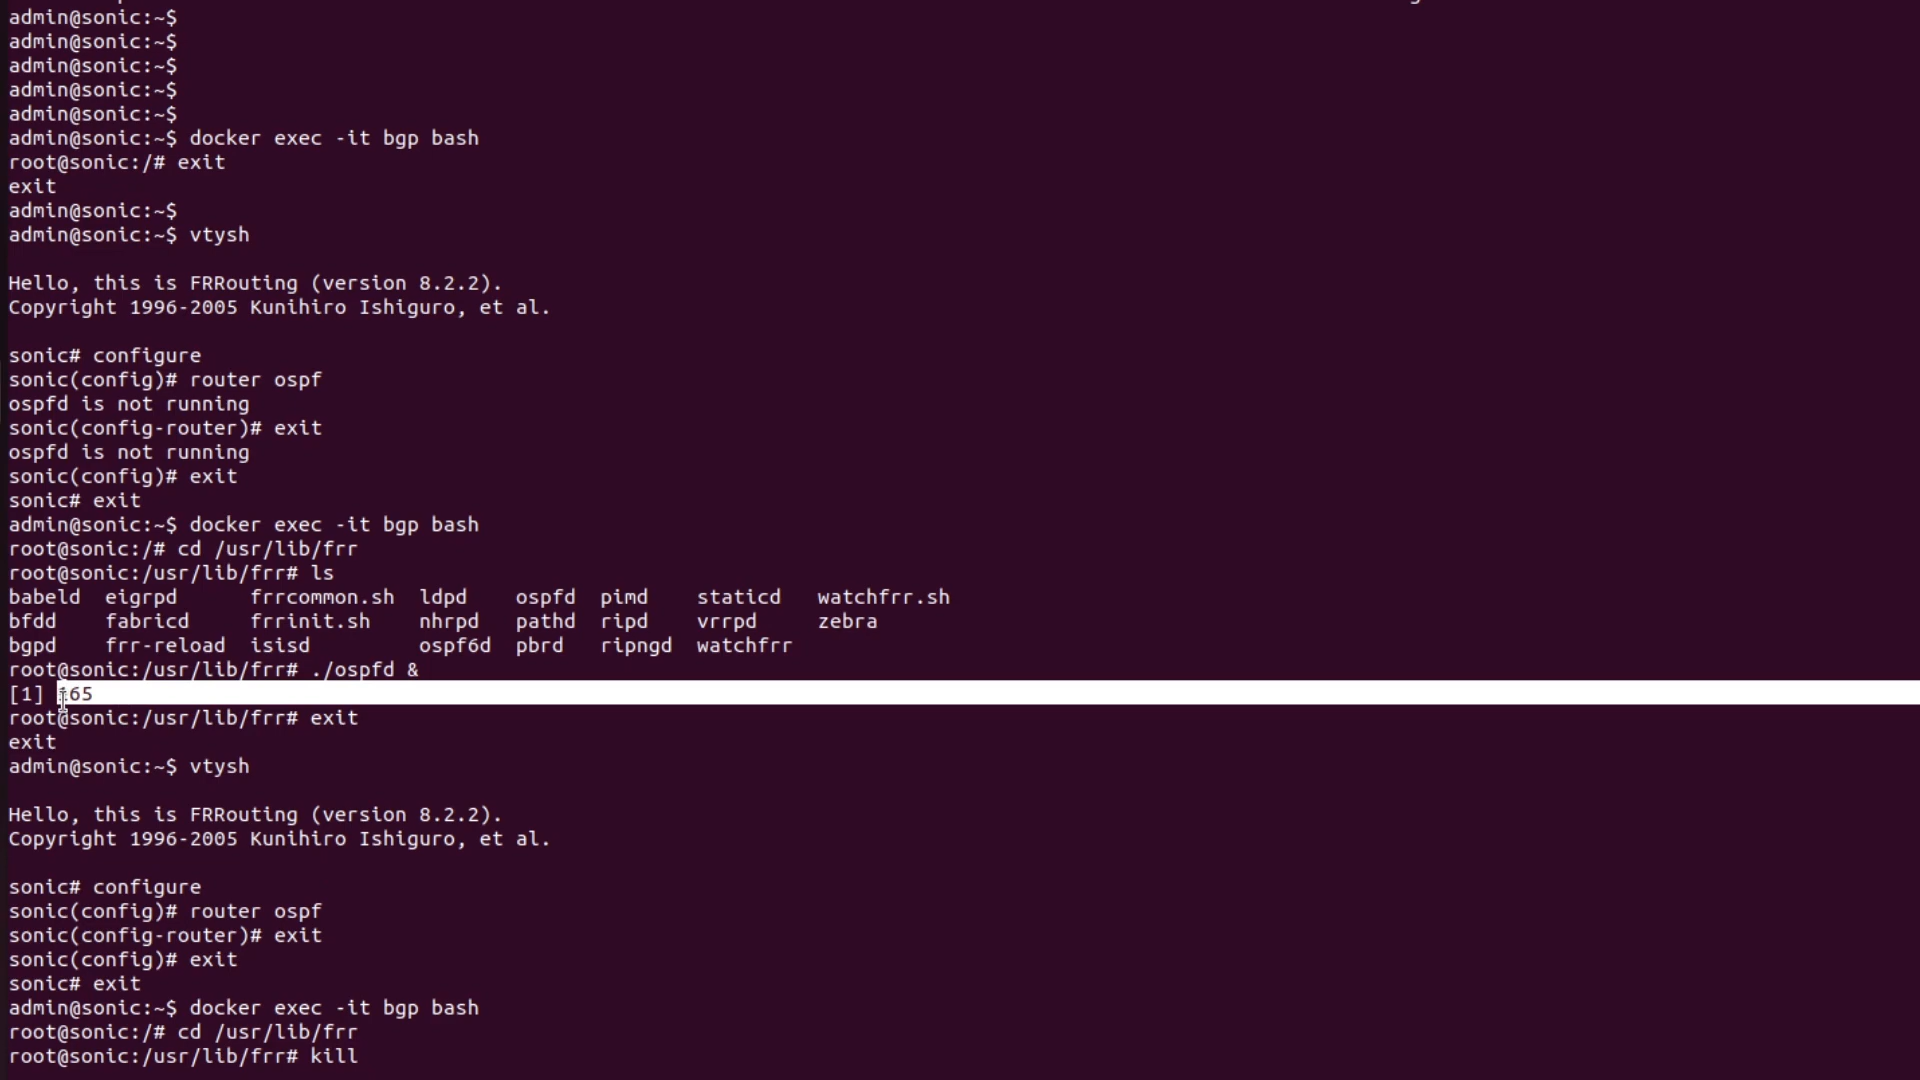 admin@sonic:~$
admin@sonic:~$
admin@sonic:~$
admin@sonic:~$
admin@sonic:~$
admin@sonic:~$ docker exec -it bgp bash
root@sonic:/# exit
exit
admin@sonic:~$
admin@sonic:~$ vtysh
Hello, this is FRRouting (version 8.2.2).
Copyright 1996-2005 Kunihiro Ishiguro, et al.
sonic# configure
sonic(config)# router ospf
ospfd is not running
sonic(config-router)# exit
ospfd is not running
sonic(config)# exit
sonic# exit
admin@sonic:~$ docker exec -it bgp bash
root@sonic:/# cd /usr/lib/frr
root@sonic:/usr/lib/frr# ls
babeld eigrpd frrcommon.sh ldpd ospfd pimd staticd watchfrr.sh
bfdd fabricd frrinit.sh nhrpd pathd ripd vrrpd zebra
bgpd frr-reload isisd ospf6d pbrd ripngd watchfrr
root@sonic:/usr/lib/frr# ./ospfd &
[1] 165
root@sonic:/usr/lib/frr# exit
exit
admin@sonic:~$ vtysh
Hello, this is FRRouting (version 8.2.2).
Copyright 1996-2005 Kunihiro Ishiguro, et al.
sonic# configure
sonic(config)# router ospf
sonic(config-router)# exit
sonic(config)# exit
sonic# exit
admin@sonic:~$ docker exec -it bgp bash
root@sonic:/# cd /usr/lib/frr
root@sonic:/usr/lib/frr# kill